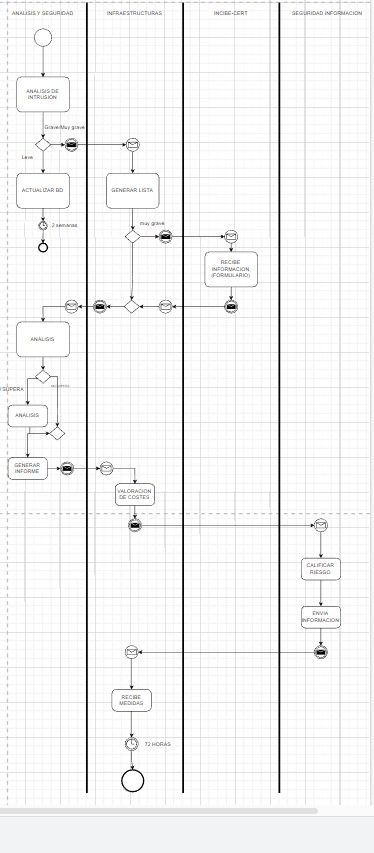 ANALISIS Y SEGURIDAD
INFRAESTRUCTURAS
INCIBE-CERT
SEGURIDAD INFORMACION
ANALISIS DE
INTRUSIÓN
Grave/Muy grave
Leve
ACTUALIZAR BD
GENERAR LISTA
2 semanas
muy grave
RECIBE
INFORMACION
(FORMULARIO)
ANÁLISIS
SUPERA
ANÁLISIS
GENERAR
INFORME
VALORACION
DE COSTES
CALIFICAR
RIESGO
ENVIA
INFORMACION
RECIBE
MEDIDAS
72 HORAS